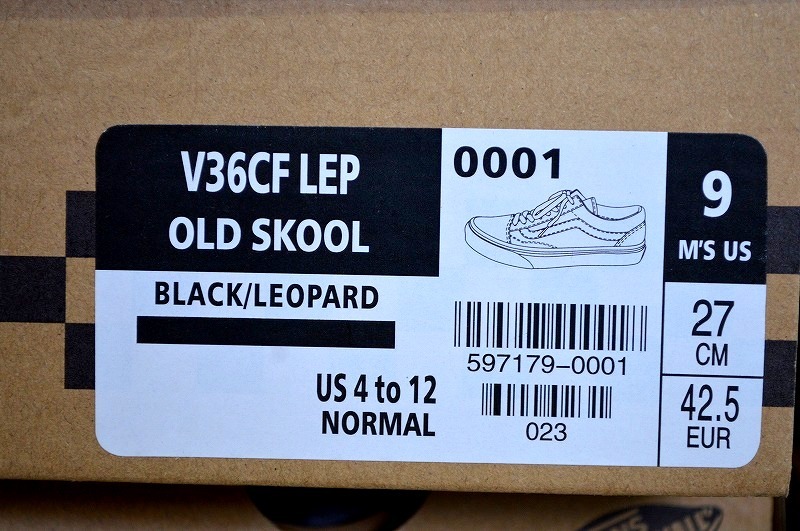 V36CF LEP
OLD SKOOL
BLACK/LEOPARD
US 4 to 12
NORMAL
0001
597179-0001
023
9
M'S US
27
CM
42.5
EUR